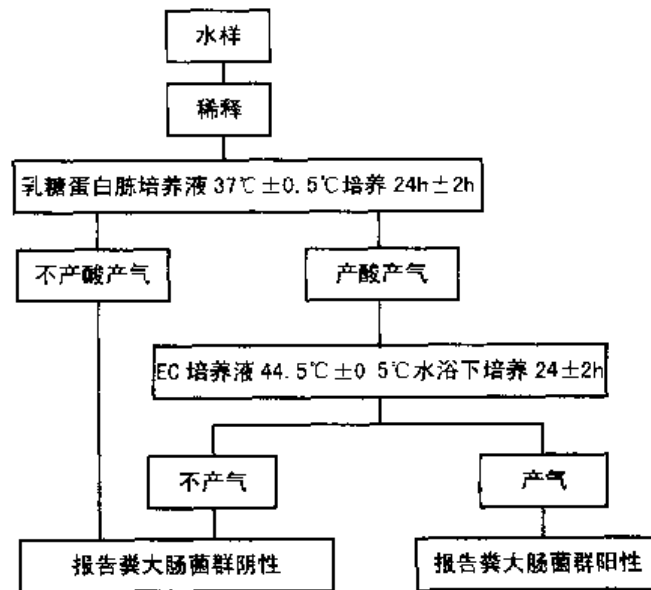 水样
稀释
乳糖蛋白胨培养液 37℃±0.5℃培养 24h±2h
不产酸产气
产酸产气
EC 培养液 44.5℃±0 5℃水浴下培养 24±2h
不产气
产气
报告粪大肠菌群阴性
报告粪大肠菌群阳性